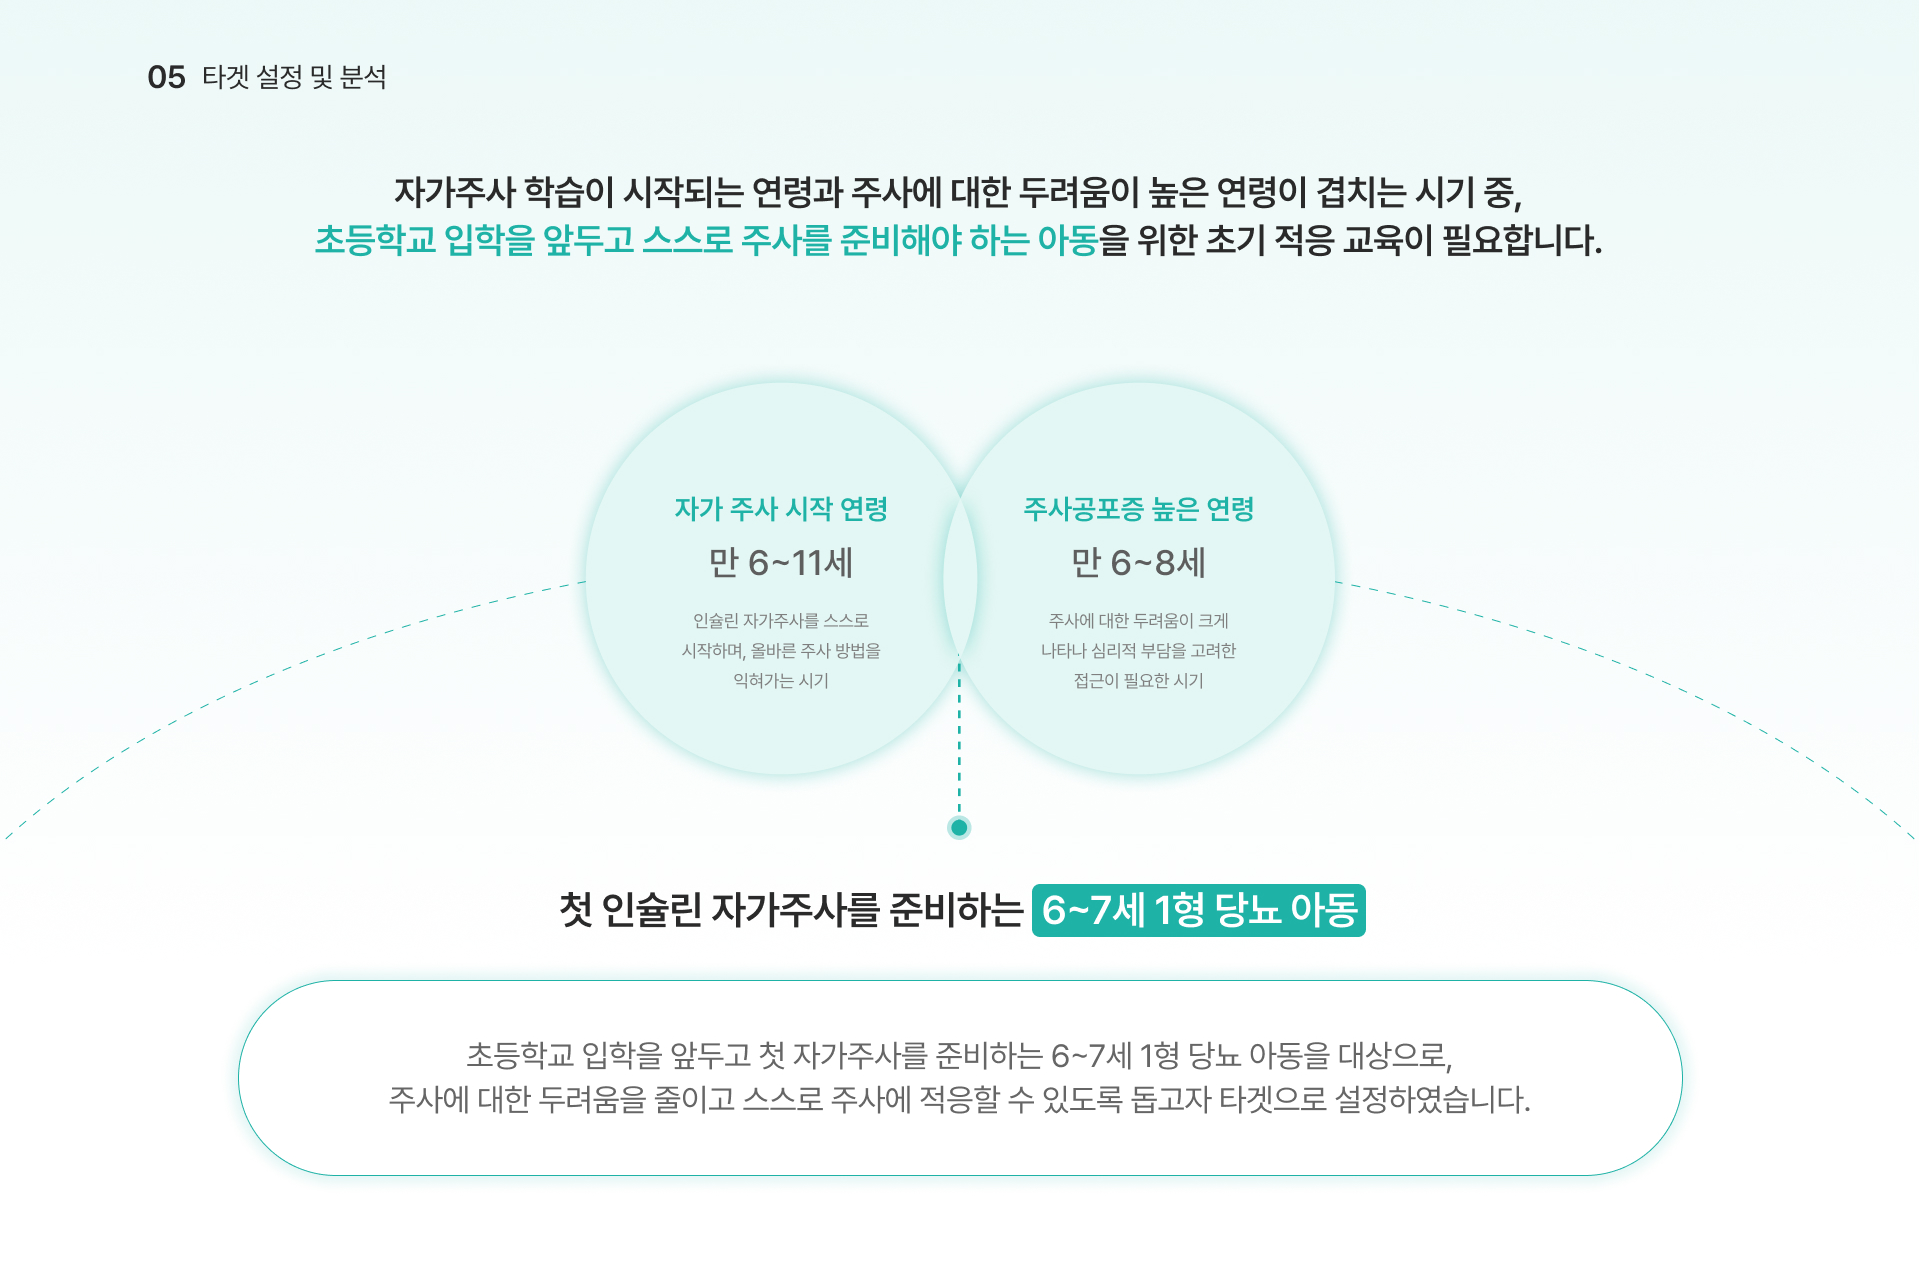 05 타겟 설정 및 분석
자가주사 학습이 시작되는 연령과 주사에 대한 두려움이 높은 연령이 겹치는 시기 중,
초등학교 입학을 앞두고 스스로 주사를 준비해야 하는 아동을 위한 초기 적응 교육이 필요합니다.
자가 주사 시작 연령
만 6~11세
인슐린 자가주사를 스스로
시작하며, 올바른 주사 방법을
익혀가는 시기
주사공포증 높은 연령
만 6~8세
주사에 대한 두려움이 크게
나타나 심리적 부담을 고려한
접근이 필요한 시기
첫 인슐린 자가주사를 준비하는 6~7세 1형 당뇨 아동
초등학교 입학을 앞두고 첫 자가주사를 준비하는 6~7세 1형 당뇨 아동을 대상으로,
주사에 대한 두려움을 줄이고 스스로 주사에 적응할 수 있도록 돕고자 타겟으로 설정하였습니다.